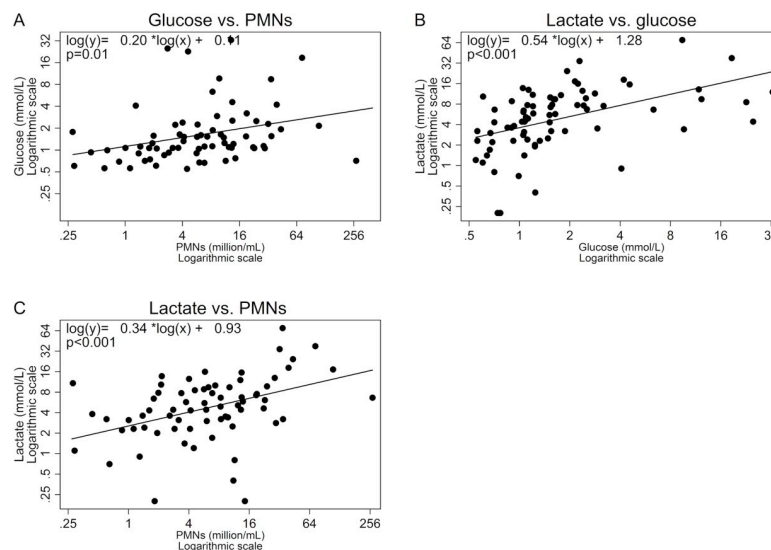 A
Glucose vs. PMNs
log(y)= 0.20 *log(x) + 0.11
p=0.01
Glucose (mmol/L)
Logarithmic scale
32
16
8
4
2
1
.5
.25
.25 1 4 16 64 256
PMNs (million/mL)
Logarithmic scale
B
Lactate vs. glucose
log(y)= 0.54 *log(x) + 1.28
p<0.001
Lactate (mmol/L)
Logarithmic scale
64
32
16
8
4
2
1
.5
.25
.5 1 2 4 8 16
Glucose (mmol/L)
Logarithmic scale
C
Lactate vs. PMNs
log(y)= 0.34 *log(x) + 0.93
p<0.001
Lactate (mmol/L)
Logarithmic scale
64
32
16
8
4
2
1
.5
.25
.25 1 4 16 64 256
PMNs (million/mL)
Logarithmic scale